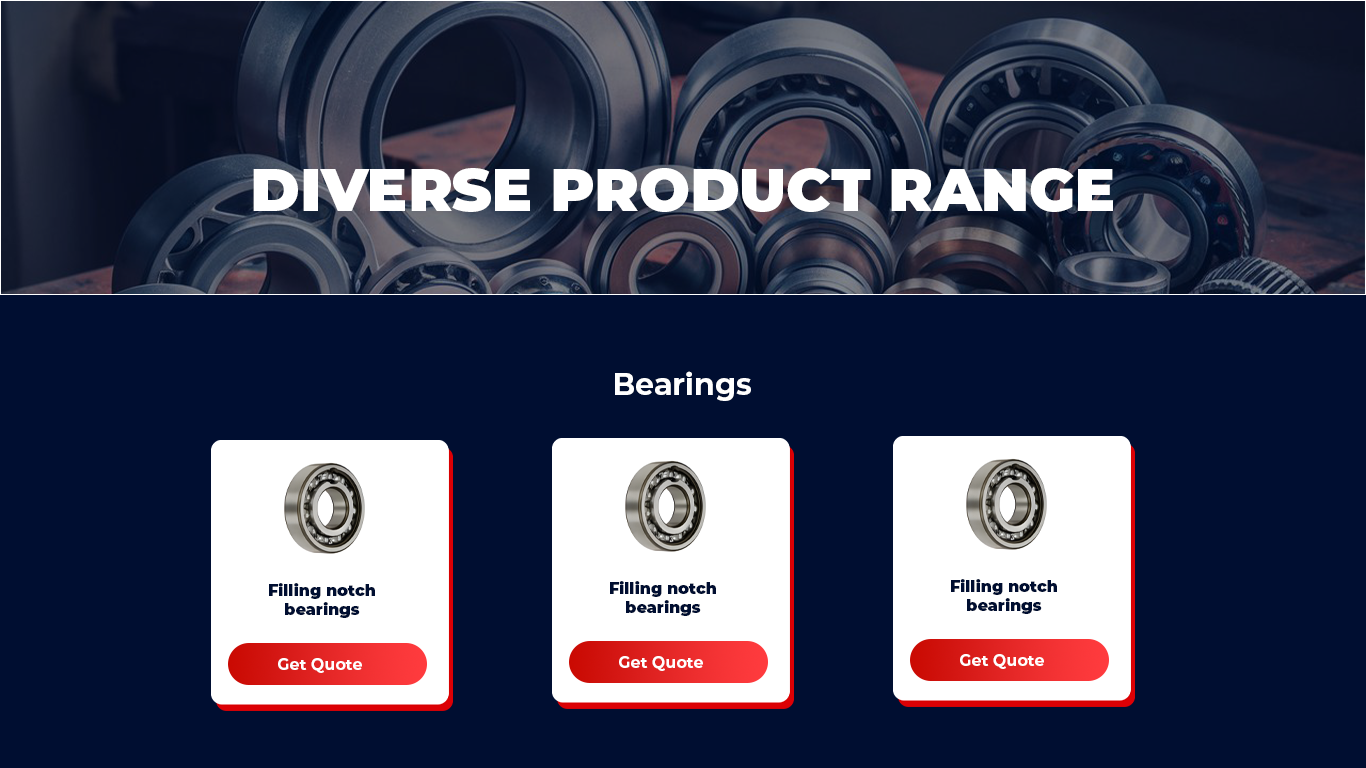 DIVERSE PRODUCT RANGE
Bearings
Filling notch
bearings
Get Quote
Filling notch
bearings
Get Quote
Filling notch
bearings
Get Quote